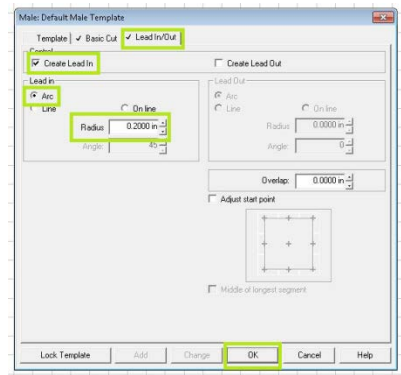 Male: Default Male Template
Template ✓ Basic Cut ✓ Lead In/Out
Control
✓ Create Lead In
Create Lead Out
Lead in
Arc
Line
On line
Radius 0.2000 in
Angle: 45
Lead Out
Arc
Line
On line
Radius 0.0000 in
Angle 0
Overlap: 0.0000 in
Adjust start point
Middle of longest segment
Lock Template Add Change OK Cancel Help